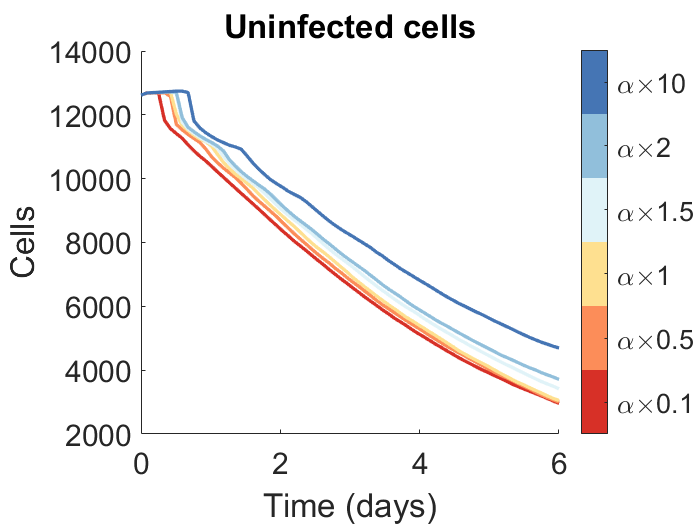 Uninfected cells
14000
12000
10000
8000
6000
4000
2000
Cells
0
2
4
6
Time (days)
α×10
α×2
α×1.5
α×1
α×0.5
α×0.1